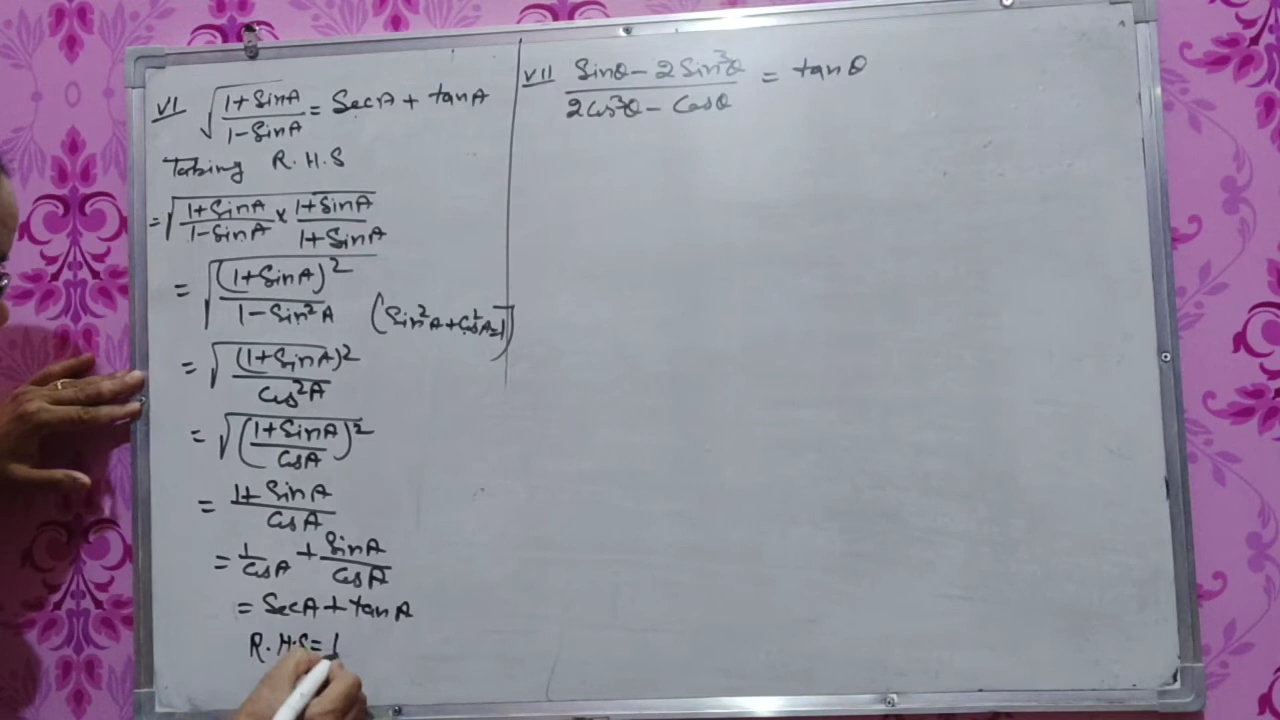 VI √((1+SinA)/(1-SinA)) = SecA + tanA
Taking R.H.S
= √((1+SinA)/(1-SinA) × (1+SinA)/(1+SinA))
= √((1+SinA)²/(1-Sin²A)) (Sin²A+Cos²A=1)
= √((1+SinA)²/Cos²A)
= √(((1+SinA)/CosA)²)
= (1+SinA)/CosA
= 1/CosA + SinA/CosA
= SecA + tanA
R.H.S = 1
VII (Sinθ - 2Sin³θ)/(2Cos³θ - Cosθ) = tanθ